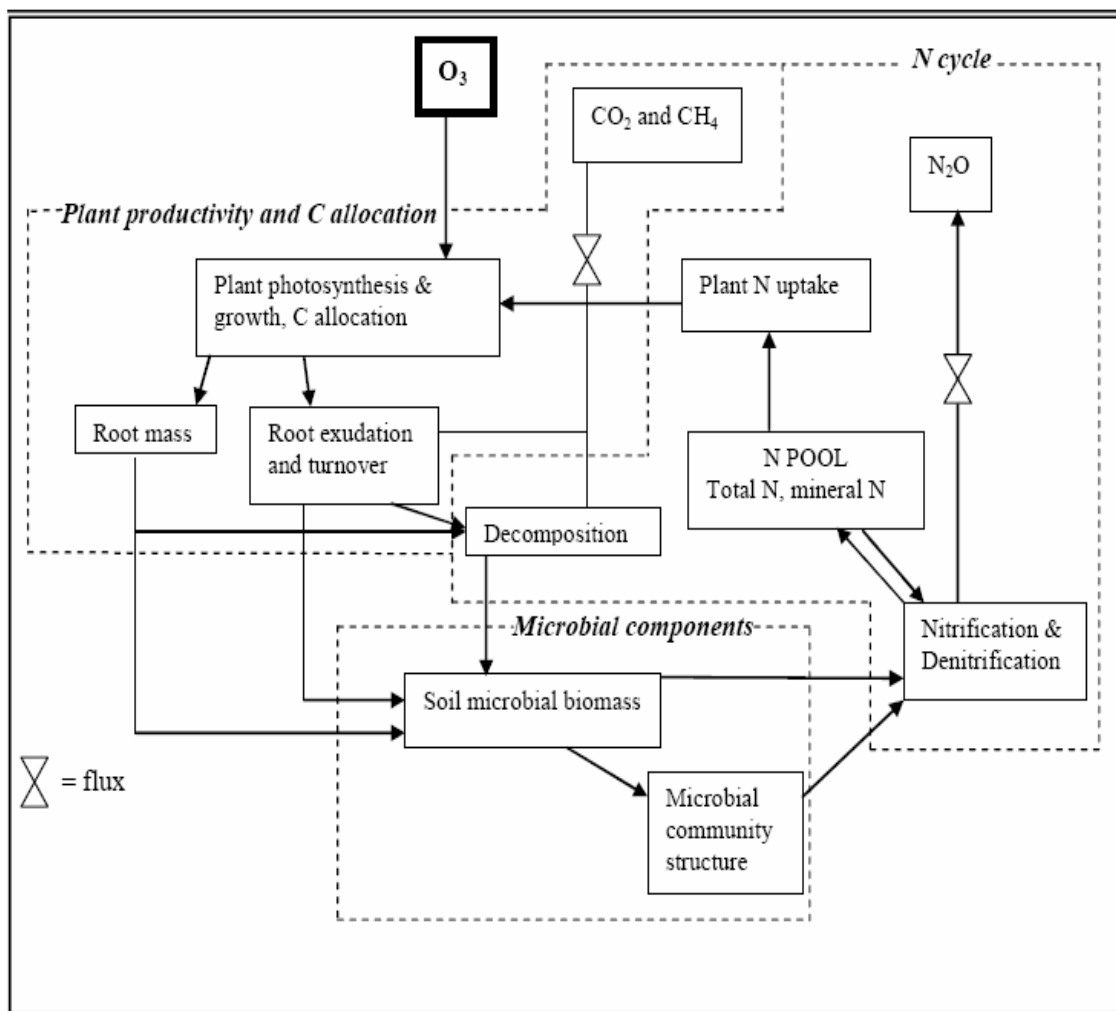 N cycle
O₃
CO₂ and CH₄
N₂O
Plant productivity and C allocation
Plant photosynthesis &
growth, C allocation
Plant N uptake
Root mass
Root exudation
and turnover
N POOL
Total N, mineral N
Decomposition
Nitrification &
Denitrification
Microbial components
Soil microbial biomass
Microbial
community
structure
= flux